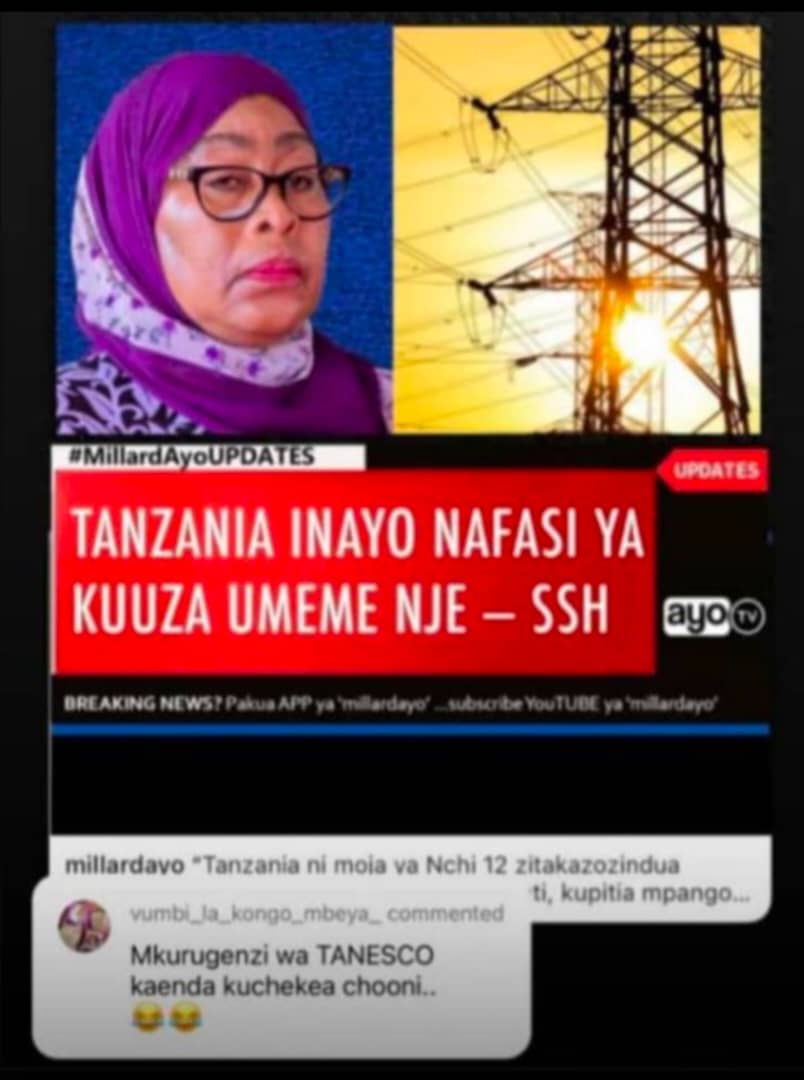 #MillardAyoUPDATES
UPDATES
TANZANIA INAYO NAFASI YA
KUUZA UMEME NJE – SSH
ayo TV
BREAKING NEWS? Pakua APP ya 'millardayo' ...subscribe YouTUBE ya 'millardayo'
millardayo "Tanzania ni moja ya Nchi 12 zitakazozindua
ti, kupitia mpango...
vumbi_la_kongo_mbeya_ commented
Mkurugenzi wa TANESCO
kaenda kuchekea chooni..
😂😂